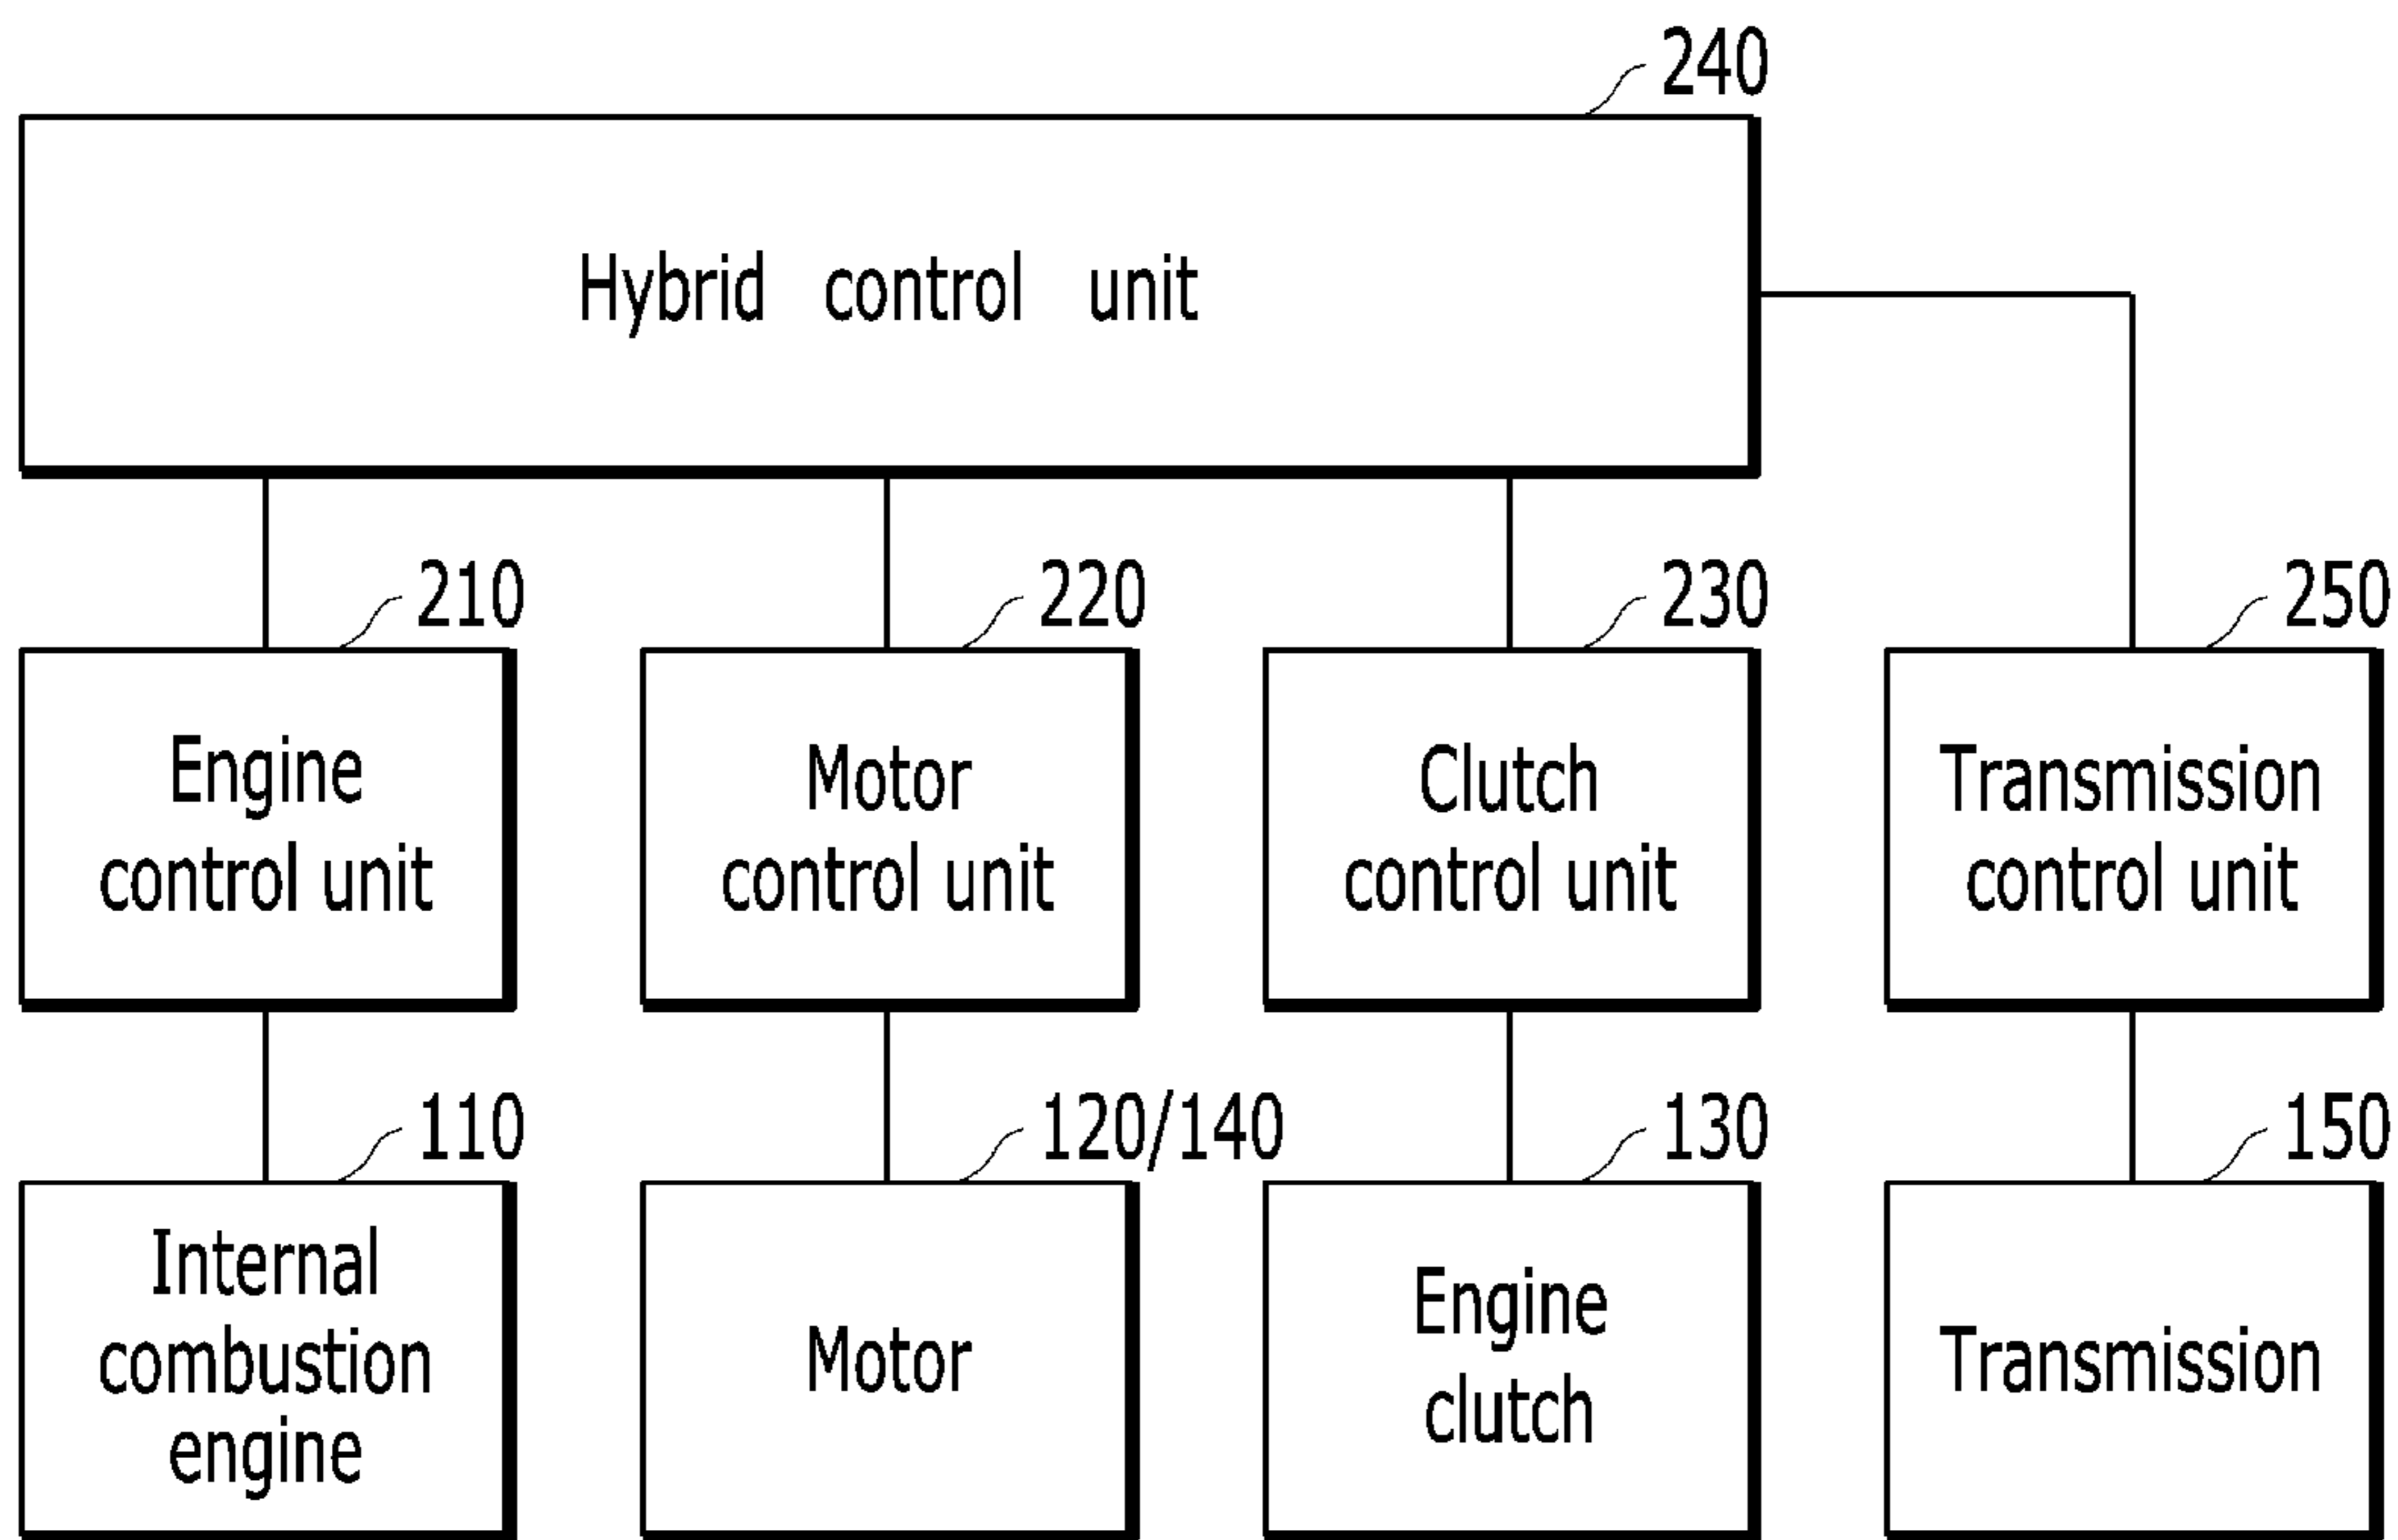 240
Hybrid control unit
210
220
230
250
Engine
control unit
Motor
control unit
Clutch
control unit
Transmission
control unit
110
120/140
130
150
Internal
combustion
engine
Motor
Engine
clutch
Transmission